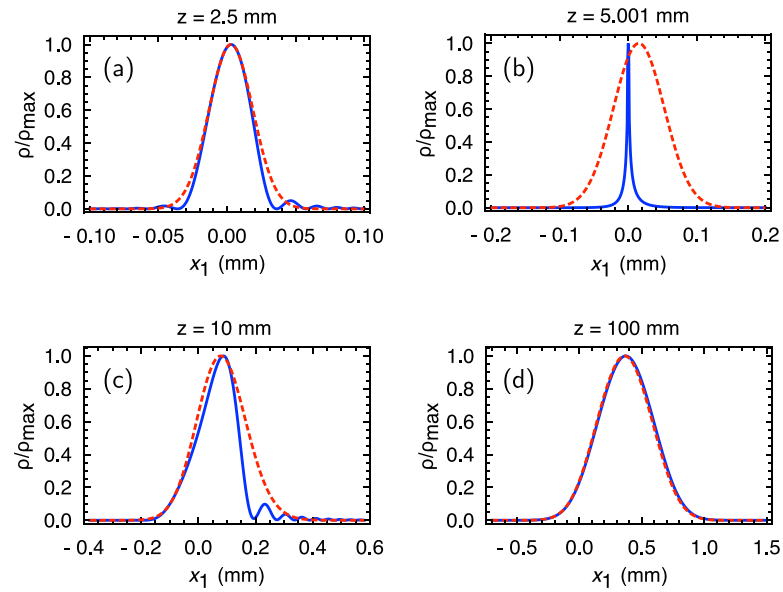 z = 2.5 mm
(a)
ρ/ρmax
1.0
0.8
0.6
0.4
0.2
0.0
- 0.10 -0.05 0.00 0.05 0.10
x1 (mm)
z = 5.001 mm
(b)
ρ/ρmax
1.0
0.8
0.6
0.4
0.2
0.0
- 0.2 - 0.1 0.0 0.1 0.2
x1 (mm)
z = 10 mm
(c)
ρ/ρmax
1.0
0.8
0.6
0.4
0.2
0.0
- 0.4 - 0.2 0.0 0.2 0.4 0.6
x1 (mm)
z = 100 mm
(d)
ρ/ρmax
1.0
0.8
0.6
0.4
0.2
0.0
- 0.5 0.0 0.5 1.0 1.5
x1 (mm)